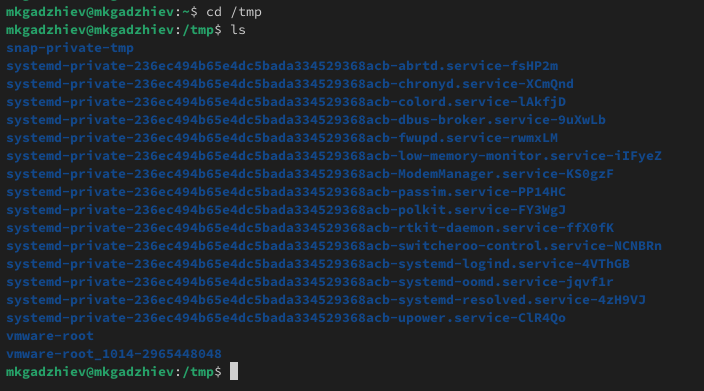 mkgadzhiev@mkgadzhiev:~$ cd /tmp
mkgadzhiev@mkgadzhiev:/tmp$ ls
snap-private-tmp
systemd-private-236ec494b65e4dc5bada334529368acb-abrtd.service-fsHP2m
systemd-private-236ec494b65e4dc5bada334529368acb-chronyd.service-XCmQnd
systemd-private-236ec494b65e4dc5bada334529368acb-colord.service-lAkfjD
systemd-private-236ec494b65e4dc5bada334529368acb-dbus-broker.service-9uXwLb
systemd-private-236ec494b65e4dc5bada334529368acb-fwupd.service-rwmxLM
systemd-private-236ec494b65e4dc5bada334529368acb-low-memory-monitor.service-iIFyeZ
systemd-private-236ec494b65e4dc5bada334529368acb-ModemManager.service-KS0gzF
systemd-private-236ec494b65e4dc5bada334529368acb-passim.service-PP14HC
systemd-private-236ec494b65e4dc5bada334529368acb-polkit.service-FY3WgJ
systemd-private-236ec494b65e4dc5bada334529368acb-rtkit-daemon.service-ffX0fK
systemd-private-236ec494b65e4dc5bada334529368acb-switcheroo-control.service-NCNBRn
systemd-private-236ec494b65e4dc5bada334529368acb-systemd-logind.service-4VThGB
systemd-private-236ec494b65e4dc5bada334529368acb-systemd-oomd.service-jqvf1r
systemd-private-236ec494b65e4dc5bada334529368acb-systemd-resolved.service-4zH9VJ
systemd-private-236ec494b65e4dc5bada334529368acb-upower.service-ClR4Qo
vmware-root
vmware-root_1014-2965448048
mkgadzhiev@mkgadzhiev:/tmp$